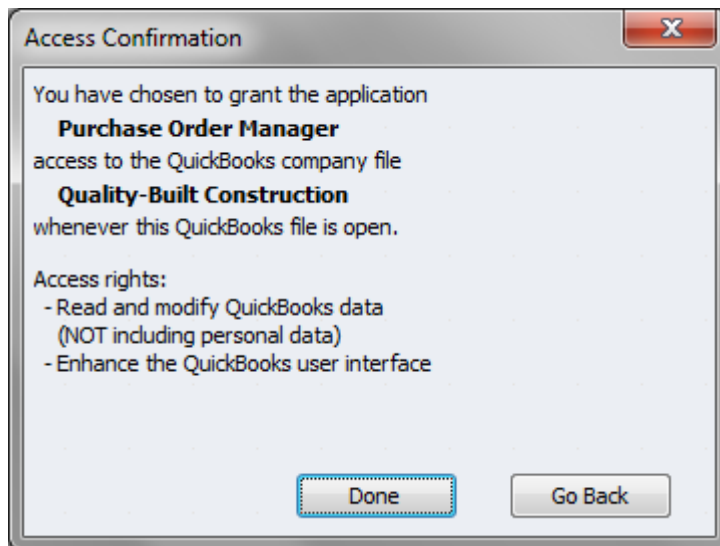 Access Confirmation
You have chosen to grant the application
Purchase Order Manager
access to the QuickBooks company file
Quality-Built Construction
whenever this QuickBooks file is open.
Access rights:
- Read and modify QuickBooks data
(NOT including personal data)
- Enhance the QuickBooks user interface
Done
Go Back